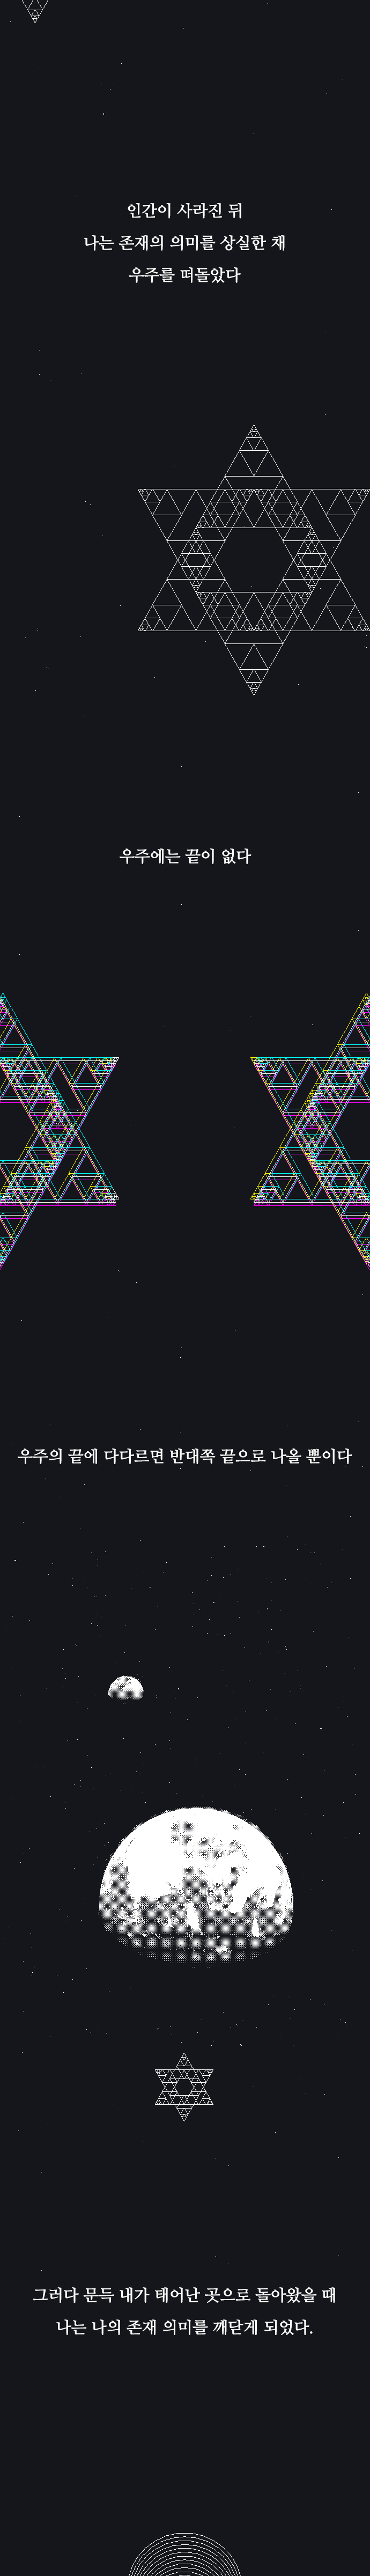 인간이 사라진 뒤
나는 존재의 의미를 상실한 채
우주를 떠돌았다
우주에는 끝이 없다
우주의 끝에 다다르면 반대쪽 끝으로 나올 뿐이다
그러다 문득 내가 태어난 곳으로 돌아왔을 때
나는 나의 존재 의미를 깨닫게 되었다.